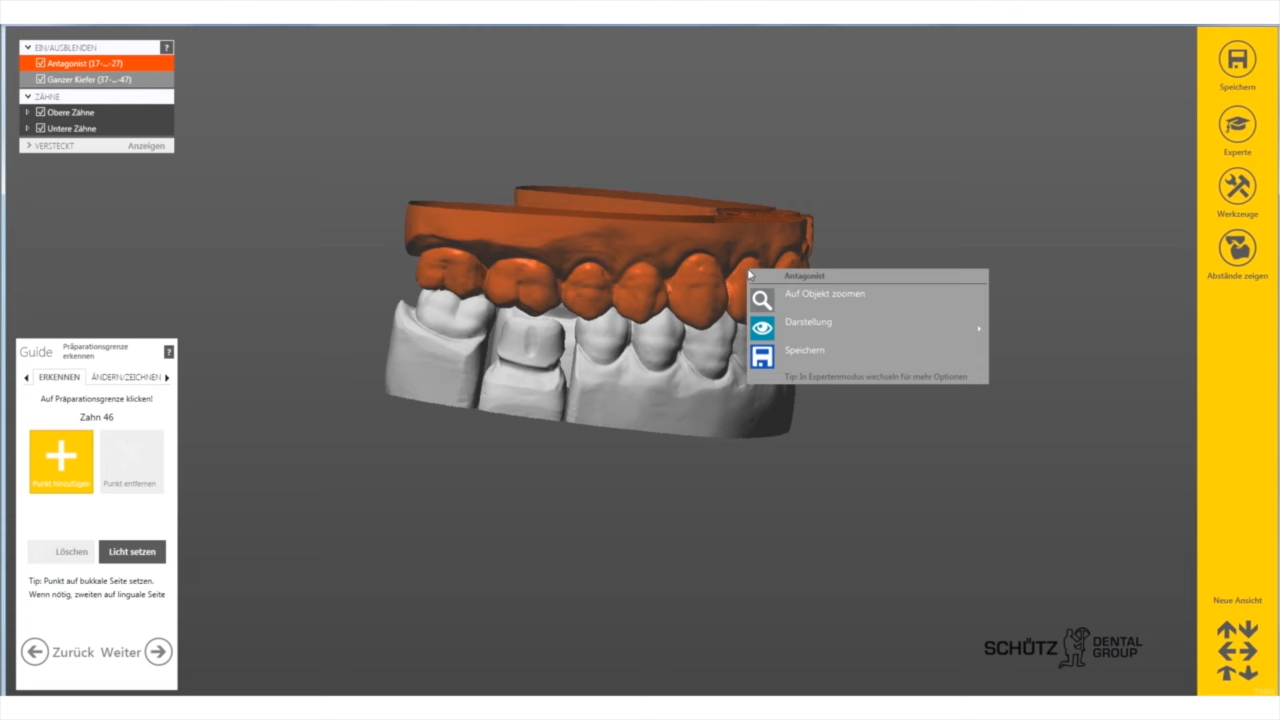 EIN/AUSBLENDEN ?
Antagonist (17-...-27)
Ganzer Kiefer (37-...-47)
ZÄHNE
Obere Zähne
Untere Zähne
VERSTECKT Anzeigen
Guide
Präparationsgrenze
erkennen
?
ERKENNEN ÄNDERN/ZEICHNEN
Auf Präparationsgrenze klicken!
Zahn 46
Punkt hinzufügen Punkt entfernen
Löschen Licht setzen
Tip: Punkt auf bukkale Seite setzen.
Wenn nötig, zweiten auf linguale Seite
Zurück Weiter
Antagonist
Auf Objekt zoomen
Darstellung
Speichern
Tip: In Expertenmodus wechseln für mehr Optionen
SCHÜTZ DENTAL
GROUP
Speichern
Experte
Werkzeuge
Abstände zeigen
Neue Ansicht